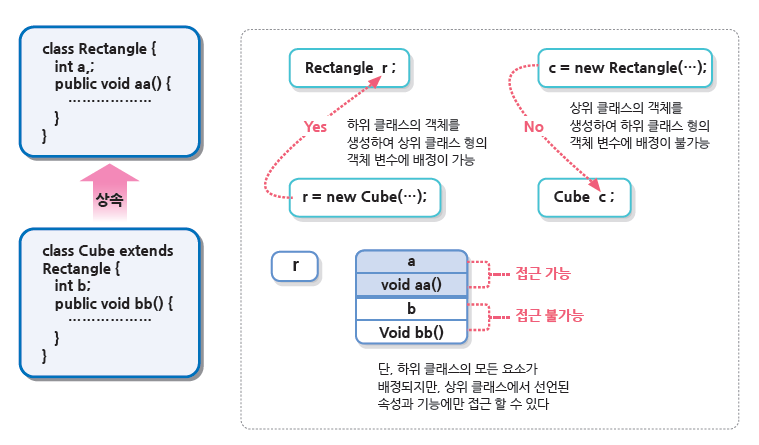 class Rectangle {
int a,;
public void aa() {
………………
}
}
상속
class Cube extends
Rectangle {
int b;
public void bb() {
………………
}
}
Rectangle r ;
Yes
하위 클래스의 객체를
생성하여 상위 클래스 형의
객체 변수에 배정이 가능
r = new Cube(…);
c = new Rectangle(…);
No
상위 클래스의 객체를
생성하여 하위 클래스 형의
객체 변수에 배정이 불가능
Cube c ;
r
a
void aa()
b
Void bb()
접근 가능
접근 불가능
단, 하위 클래스의 모든 요소가
배정되지만, 상위 클래스에서 선언된
속성과 기능에만 접근 할 수 있다